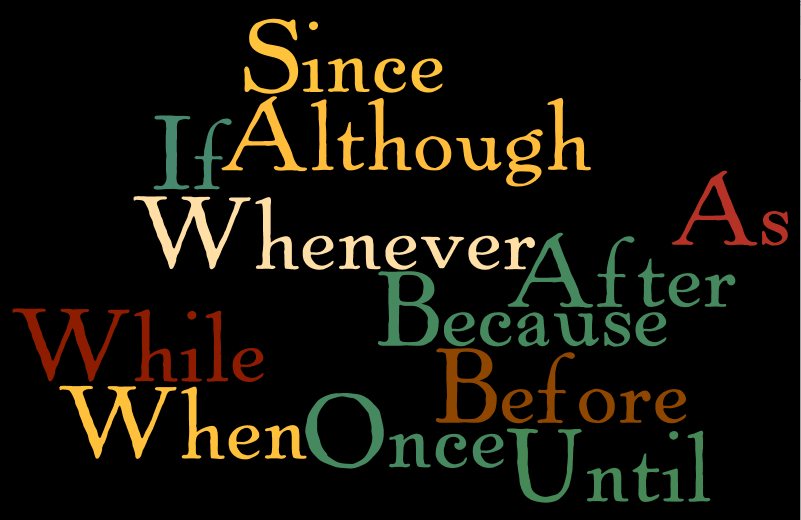 Since
If Although
As
Whenever
After
Because
While
Before
When Once
Until